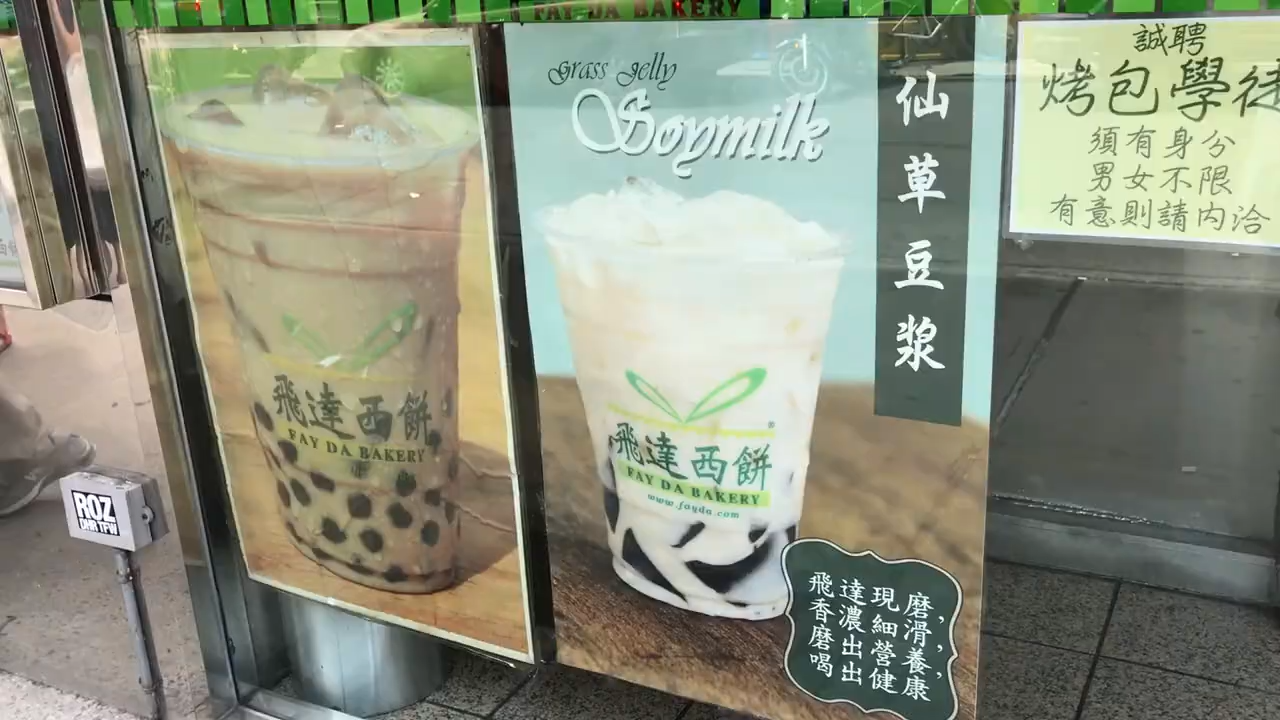 FAY DA BAKERY
飛達西餅
FAY DA BAKERY
Grass Jelly
Soymilk
仙草豆漿
飛達西餅
FAY DA BAKERY
www.fayda.com
飛達現磨,
香濃細滑,
磨出營養,
喝出健康
誠聘
烤包學徒
須有身分
男女不限
有意則請內洽
ROZ